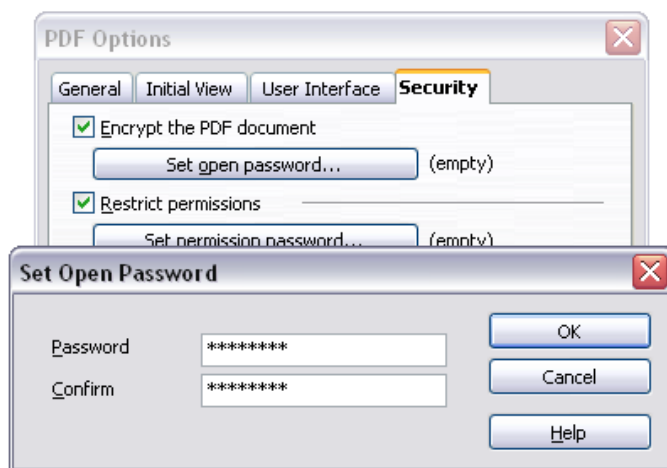 PDF Options
General Initial View User Interface Security
Encrypt the PDF document
Set open password... (empty)
Restrict permissions
Set permission password... (empty)
Set Open Password
Password ******** OK
Confirm ******** Cancel
Help